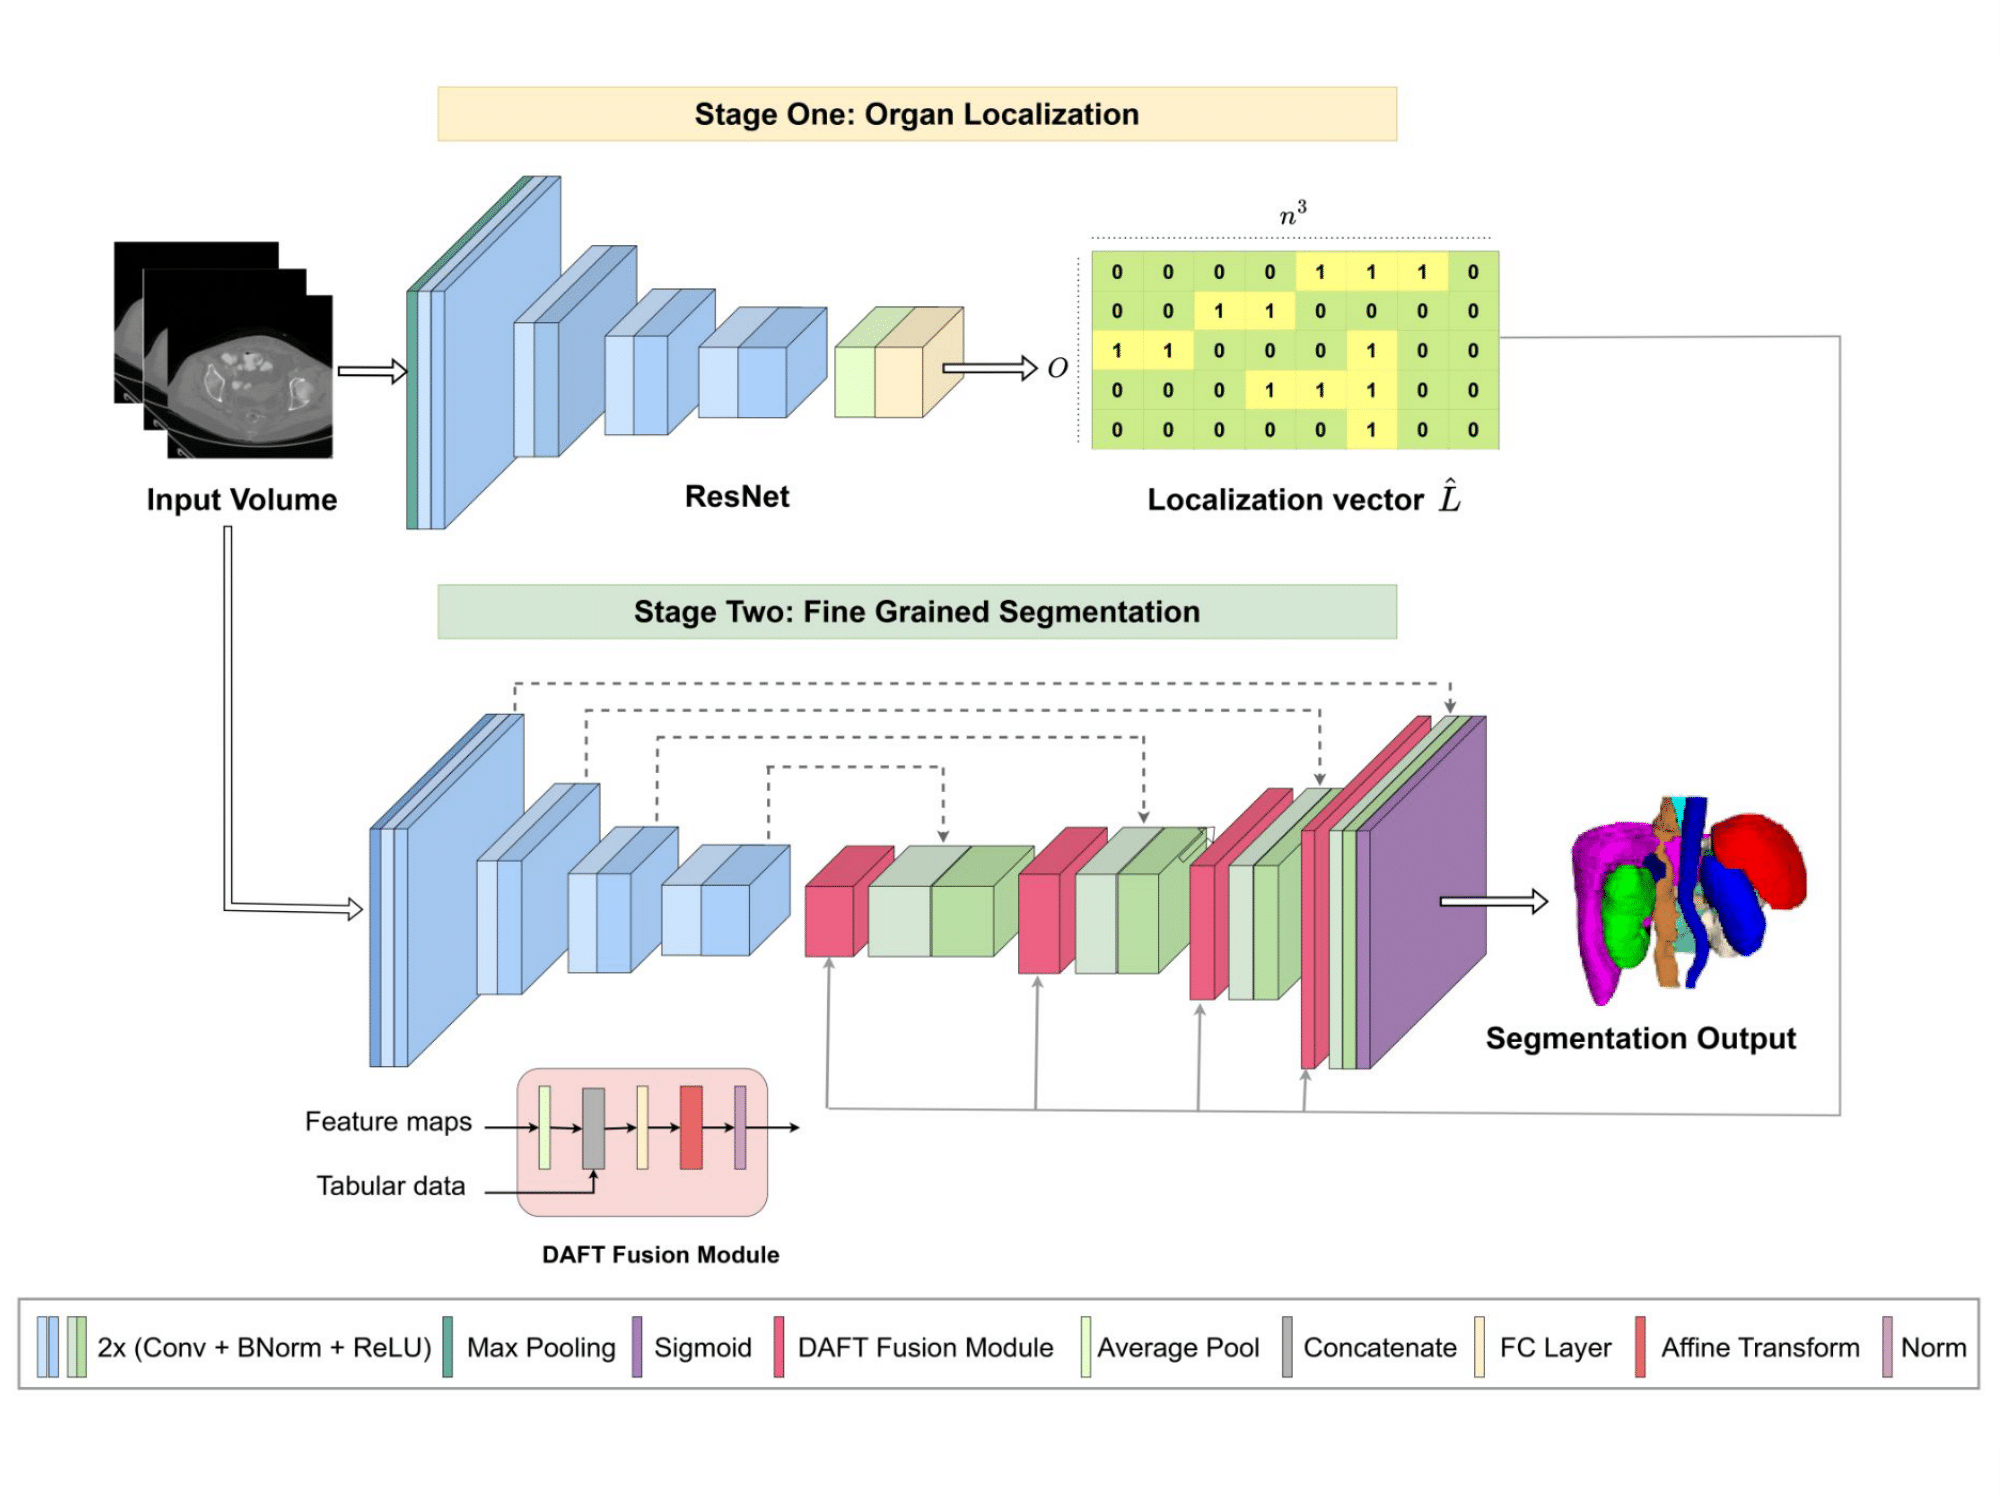 Stage One: Organ Localization
n³
0 0 0 0 1 1 1 0
0 0 1 1 0 0 0 0
1 1 0 0 0 1 0 0
O
0 0 0 1 1 1 0 0
0 0 0 0 0 1 0 0
Input Volume
ResNet
Localization vector L̂
Stage Two: Fine Grained Segmentation
Segmentation Output
Feature maps
Tabular data
DAFT Fusion Module
2x (Conv + BNorm + ReLU) Max Pooling Sigmoid DAFT Fusion Module Average Pool Concatenate FC Layer Affine Transform Norm